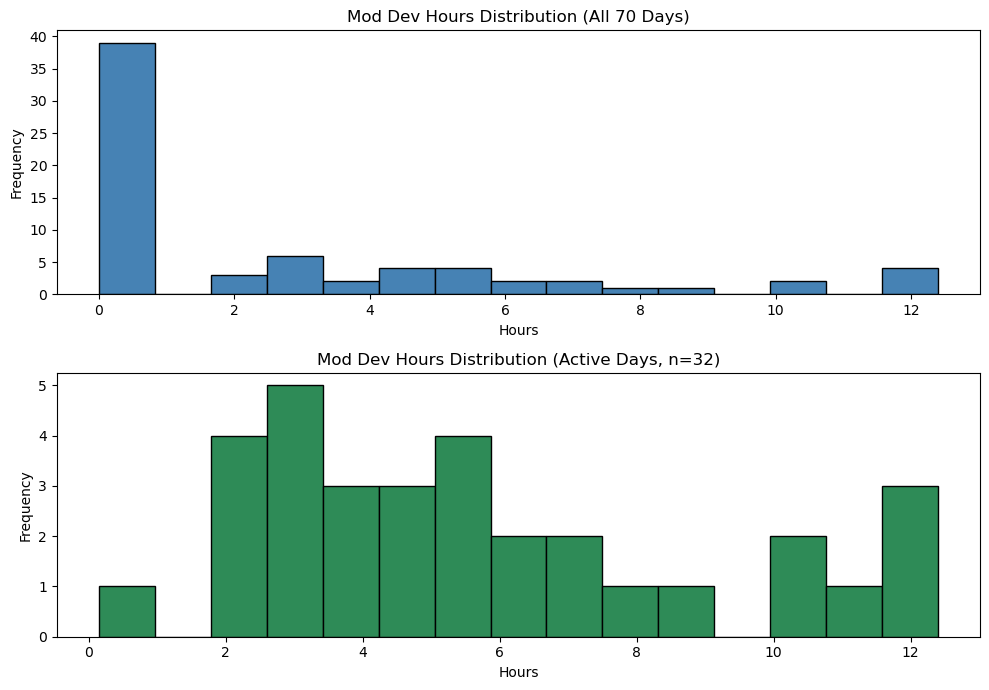 Mod Dev Hours Distribution (All 70 Days)
40
35
30
25
20
15
10
5
0
Frequency
0 2 4 6 8 10 12
Hours
Mod Dev Hours Distribution (Active Days, n=32)
5
4
3
2
1
0
Frequency
0 2 4 6 8 10 12
Hours